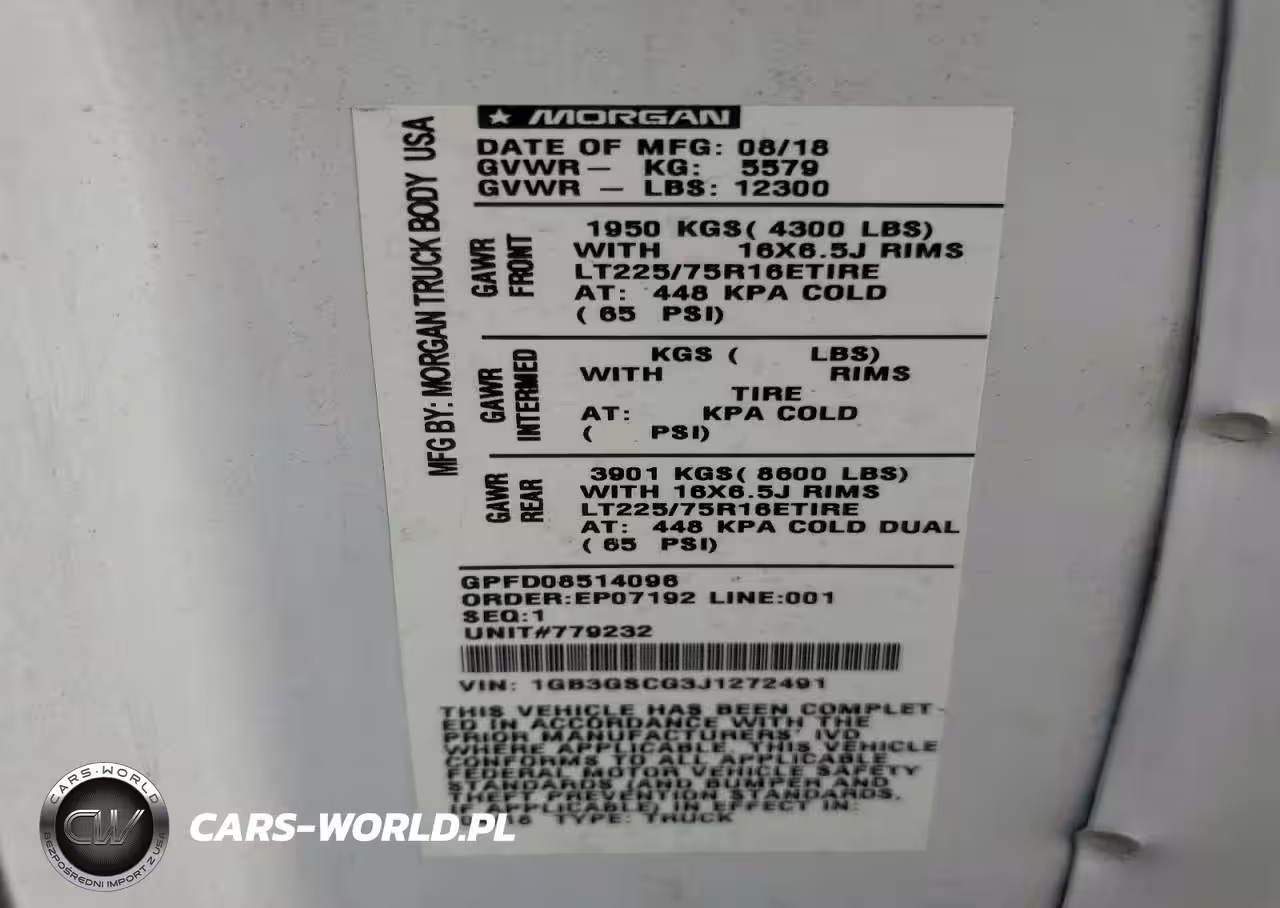 MORGAN
MFG BY: MORGAN TRUCK BODY USA
DATE OF MFG: 08/18
GVWR— KG: 5579
GVWR — LBS: 12300
GAWR
FRONT
1950 KGS( 4300 LBS)
WITH 16X6.5J RIMS
LT225/75R16ETIRE
AT: 448 KPA COLD
( 65 PSI)
GAWR
INTERMED
KGS ( LBS)
WITH RIMS
TIRE
AT: KPA COLD
( PSI)
GAWR
REAR
3901 KGS( 8600 LBS)
WITH 16X6.5J RIMS
LT225/75R16ETIRE
AT: 448 KPA COLD DUAL
( 65 PSI)
GPFD08514096
ORDER:EP07192 LINE:001
SEQ:1
UNIT#779232
VIN: 1GB3GSCG3J1272491
THIS VEHICLE HAS BEEN COMPLET-
ED IN ACCORDANCE WITH THE
PRIOR MANUFACTURERS' IVD
WHERE APPLICABLE. THIS VEHICLE
CONFORMS TO ALL APPLICABLE
FEDERAL MOTOR VEHICLE SAFETY
STANDARDS (AND BUMPER AND
THEFT PREVENTION STANDARDS,
IF APPLICABLE) IN EFFECT IN:
TYPE: TRUCK
CARS-WORLD
CW
BEZPOŚREDNI IMPORT Z USA
CARS-WORLD.PL